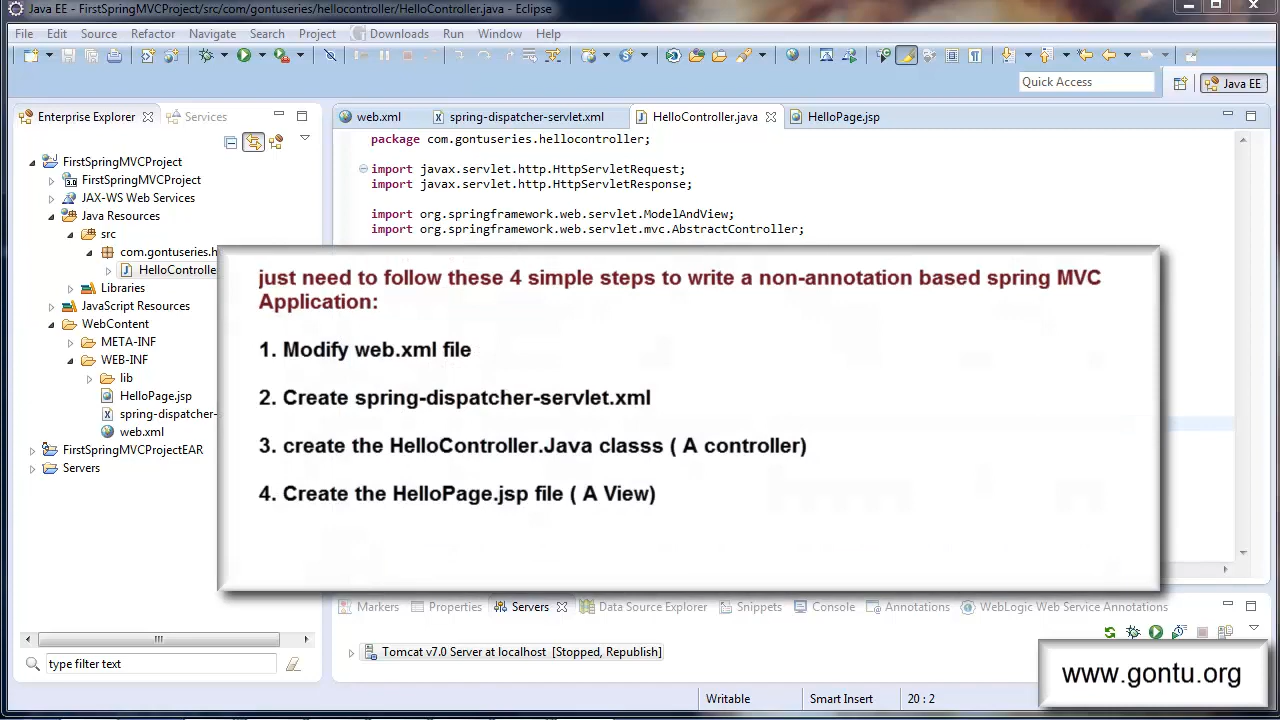 Java EE - FirstSpringMVCProject/src/com/gontuseries/hellocontroller/HelloController.java - Eclipse
File Edit Source Refactor Navigate Search Project Downloads Run Window Help
Quick Access
Java EE
Enterprise Explorer
Services
web.xml
spring-dispatcher-servlet.xml
HelloController.java
HelloPage.jsp
FirstSpringMVCProject
FirstSpringMVCProject
JAX-WS Web Services
Java Resources
src
com.gontuseries.h
HelloControlle
Libraries
JavaScript Resources
WebContent
META-INF
WEB-INF
lib
HelloPage.jsp
spring-dispatcher-
web.xml
FirstSpringMVCProjectEAR
Servers
type filter text
package com.gontuseries.hellocontroller;
import javax.servlet.http.HttpServletRequest;
import javax.servlet.http.HttpServletResponse;
import org.springframework.web.servlet.ModelAndView;
import org.springframework.web.servlet.mvc.AbstractController;
just need to follow these 4 simple steps to write a non-annotation based spring MVC
Application:
1. Modify web.xml file
2. Create spring-dispatcher-servlet.xml
3. create the HelloController.Java classs ( A controller)
4. Create the HelloPage.jsp file ( A View)
Markers Properties Servers Data Source Explorer Snippets Console Annotations WebLogic Web Service Annotations
Tomcat v7.0 Server at localhost [Stopped, Republish]
www.gontu.org
Writable
Smart Insert
20 : 2